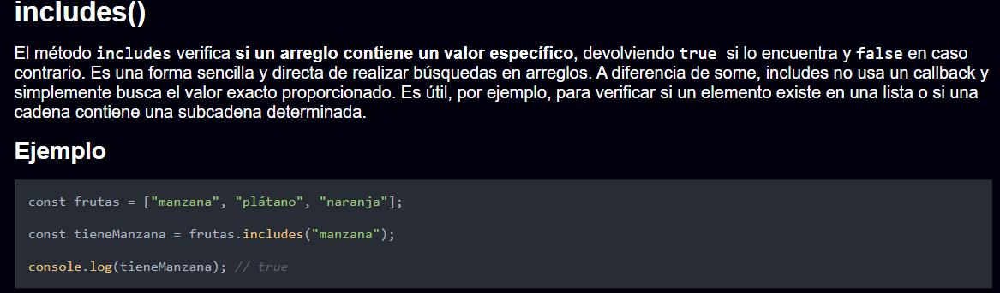 includes()
El método includes verifica si un arreglo contiene un valor específico, devolviendo true si lo encuentra y false en caso
contrario. Es una forma sencilla y directa de realizar búsquedas en arreglos. A diferencia de some, includes no usa un callback y
simplemente busca el valor exacto proporcionado. Es útil, por ejemplo, para verificar si un elemento existe en una lista o si una
cadena contiene una subcadena determinada.
Ejemplo
const frutas = ["manzana", "plátano", "naranja"];
const tieneManzana = frutas.includes("manzana");
console.log(tieneManzana); // true